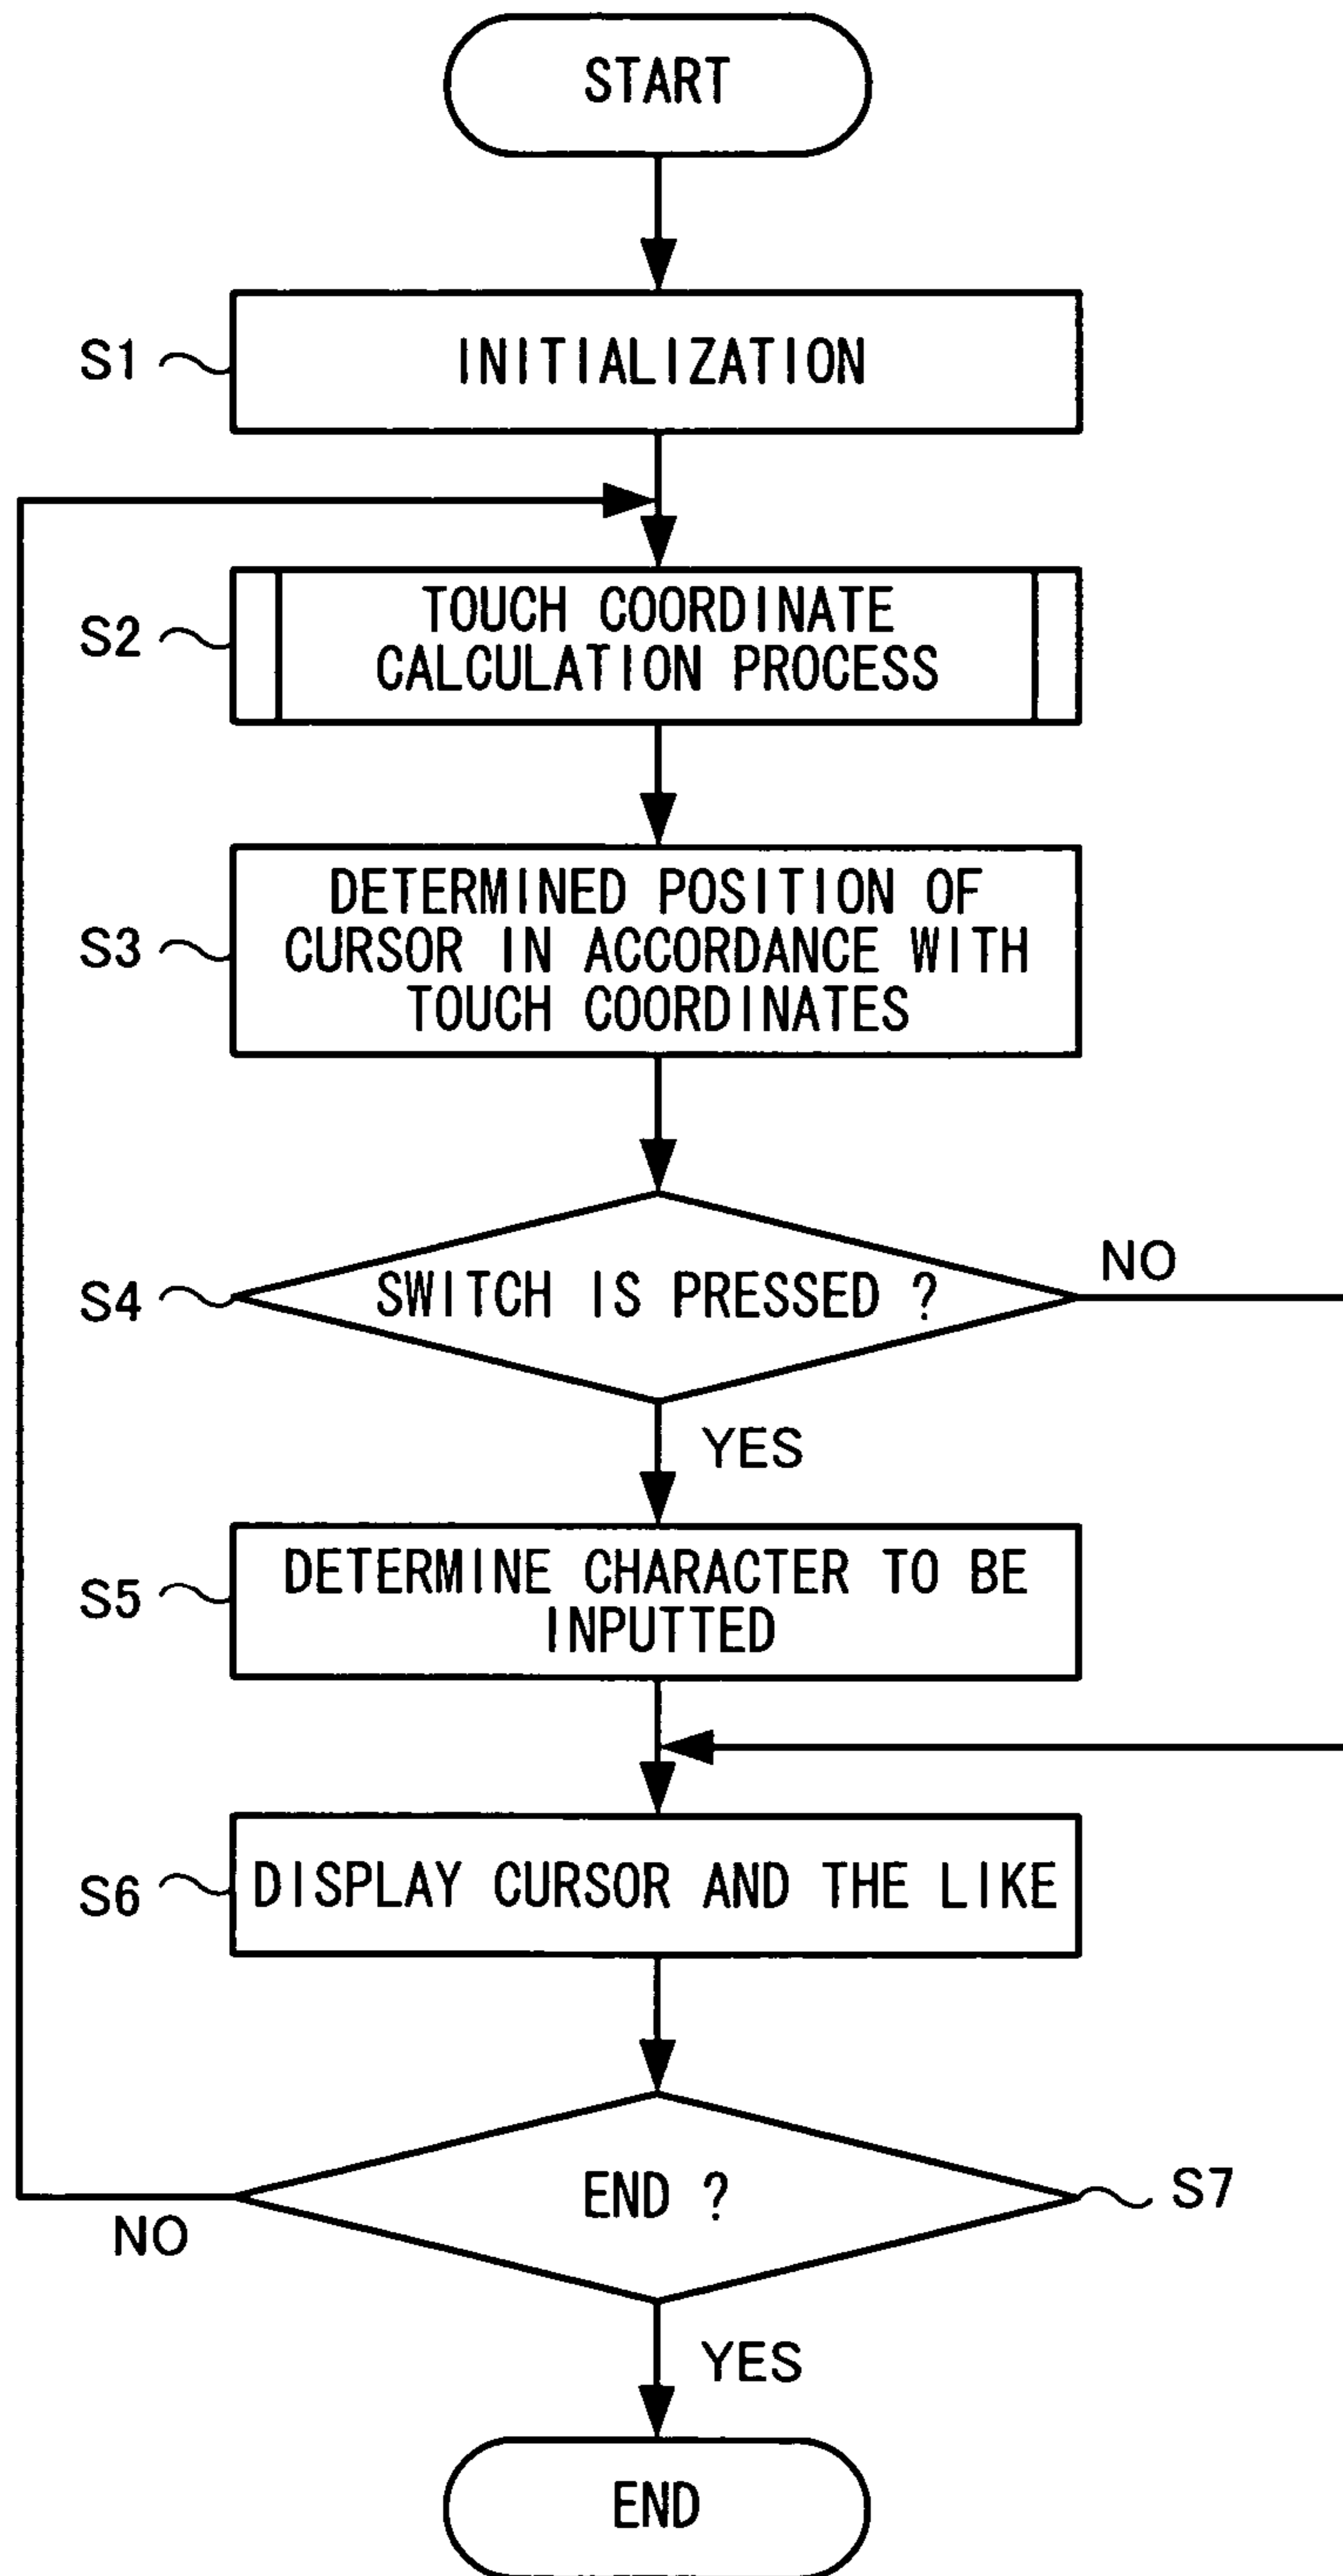 START
S1
INITIALIZATION
S2
TOUCH COORDINATE
CALCULATION PROCESS
S3
DETERMINED POSITION OF
CURSOR IN ACCORDANCE WITH
TOUCH COORDINATES
S4
SWITCH IS PRESSED ?
NO
YES
S5
DETERMINE CHARACTER TO BE
INPUTTED
S6
DISPLAY CURSOR AND THE LIKE
END ?
S7
NO
YES
END